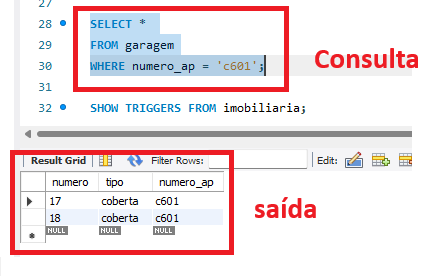 27
28 SELECT *
29 FROM garagem
30 WHERE numero_ap = 'c601';
Consulta
31
32 SHOW TRIGGERS FROM imobiliaria;
Result Grid Filter Rows: Edit:
numero tipo numero_ap
17 coberta c601
18 coberta c601
NULL NULL NULL
saída